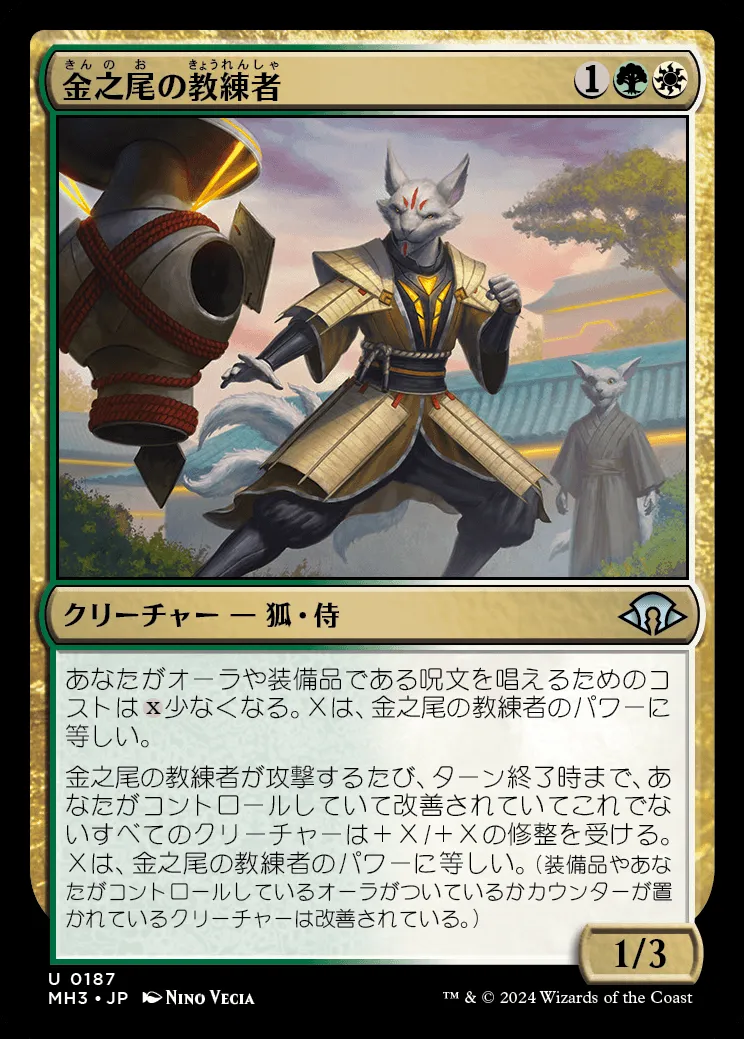 きんのお きょうれんしゃ
金之尾の教練者 1
クリーチャー — 狐・侍
あなたがオーラや装備品である呪文を唱えるためのコ
ストは X 少なくなる。Xは、金之尾の教練者のパワーに
等しい。
金之尾の教練者が攻撃するたび、ターン終了時まで、あ
なたがコントロールしていて改善されていてこれでな
いすべてのクリーチャーは+X/+Xの修整を受ける。
Xは、金之尾の教練者のパワーに等しい。(装備品やあな
たがコントロールしているオーラがついているかカウンターが置
かれているクリーチャーは改善されている。)
1/3
U 0187
MH3 • JP Nino Vecia
™ & © 2024 Wizards of the Coast